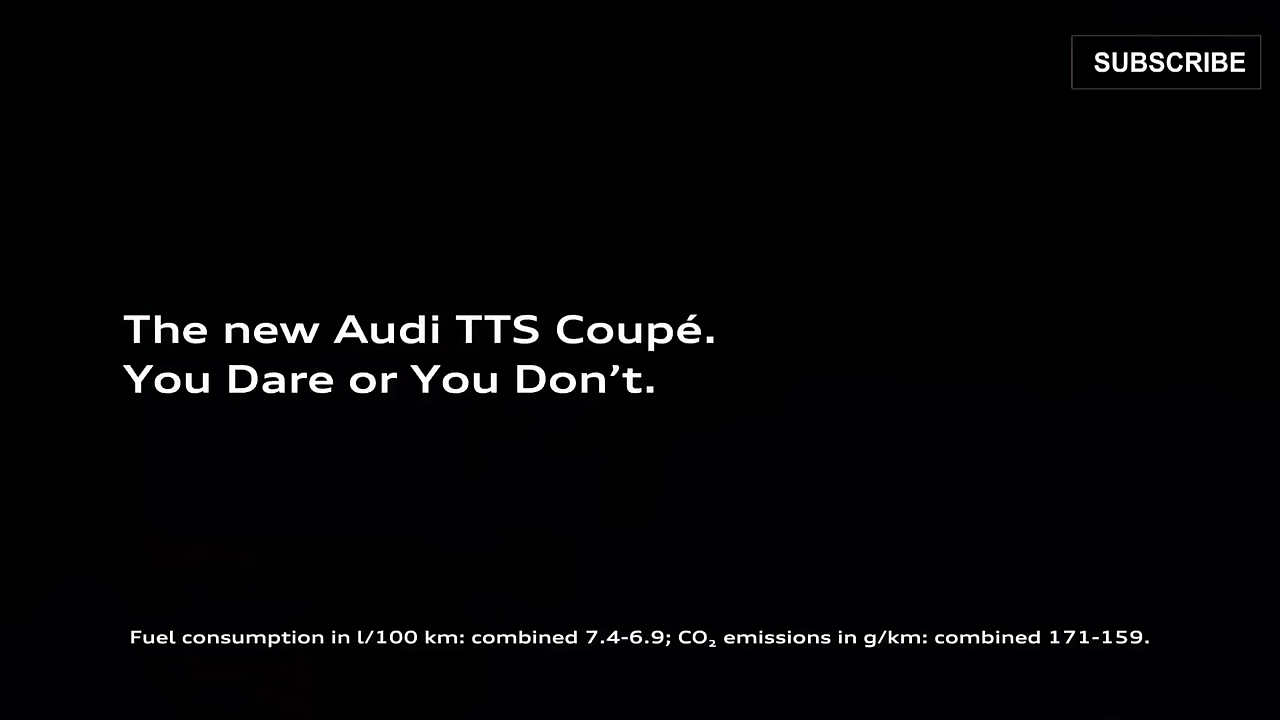 SUBSCRIBE
The new Audi TTS Coupé.
You Dare or You Don’t.
Fuel consumption in l/100 km: combined 7.4-6.9; CO₂ emissions in g/km: combined 171-159.